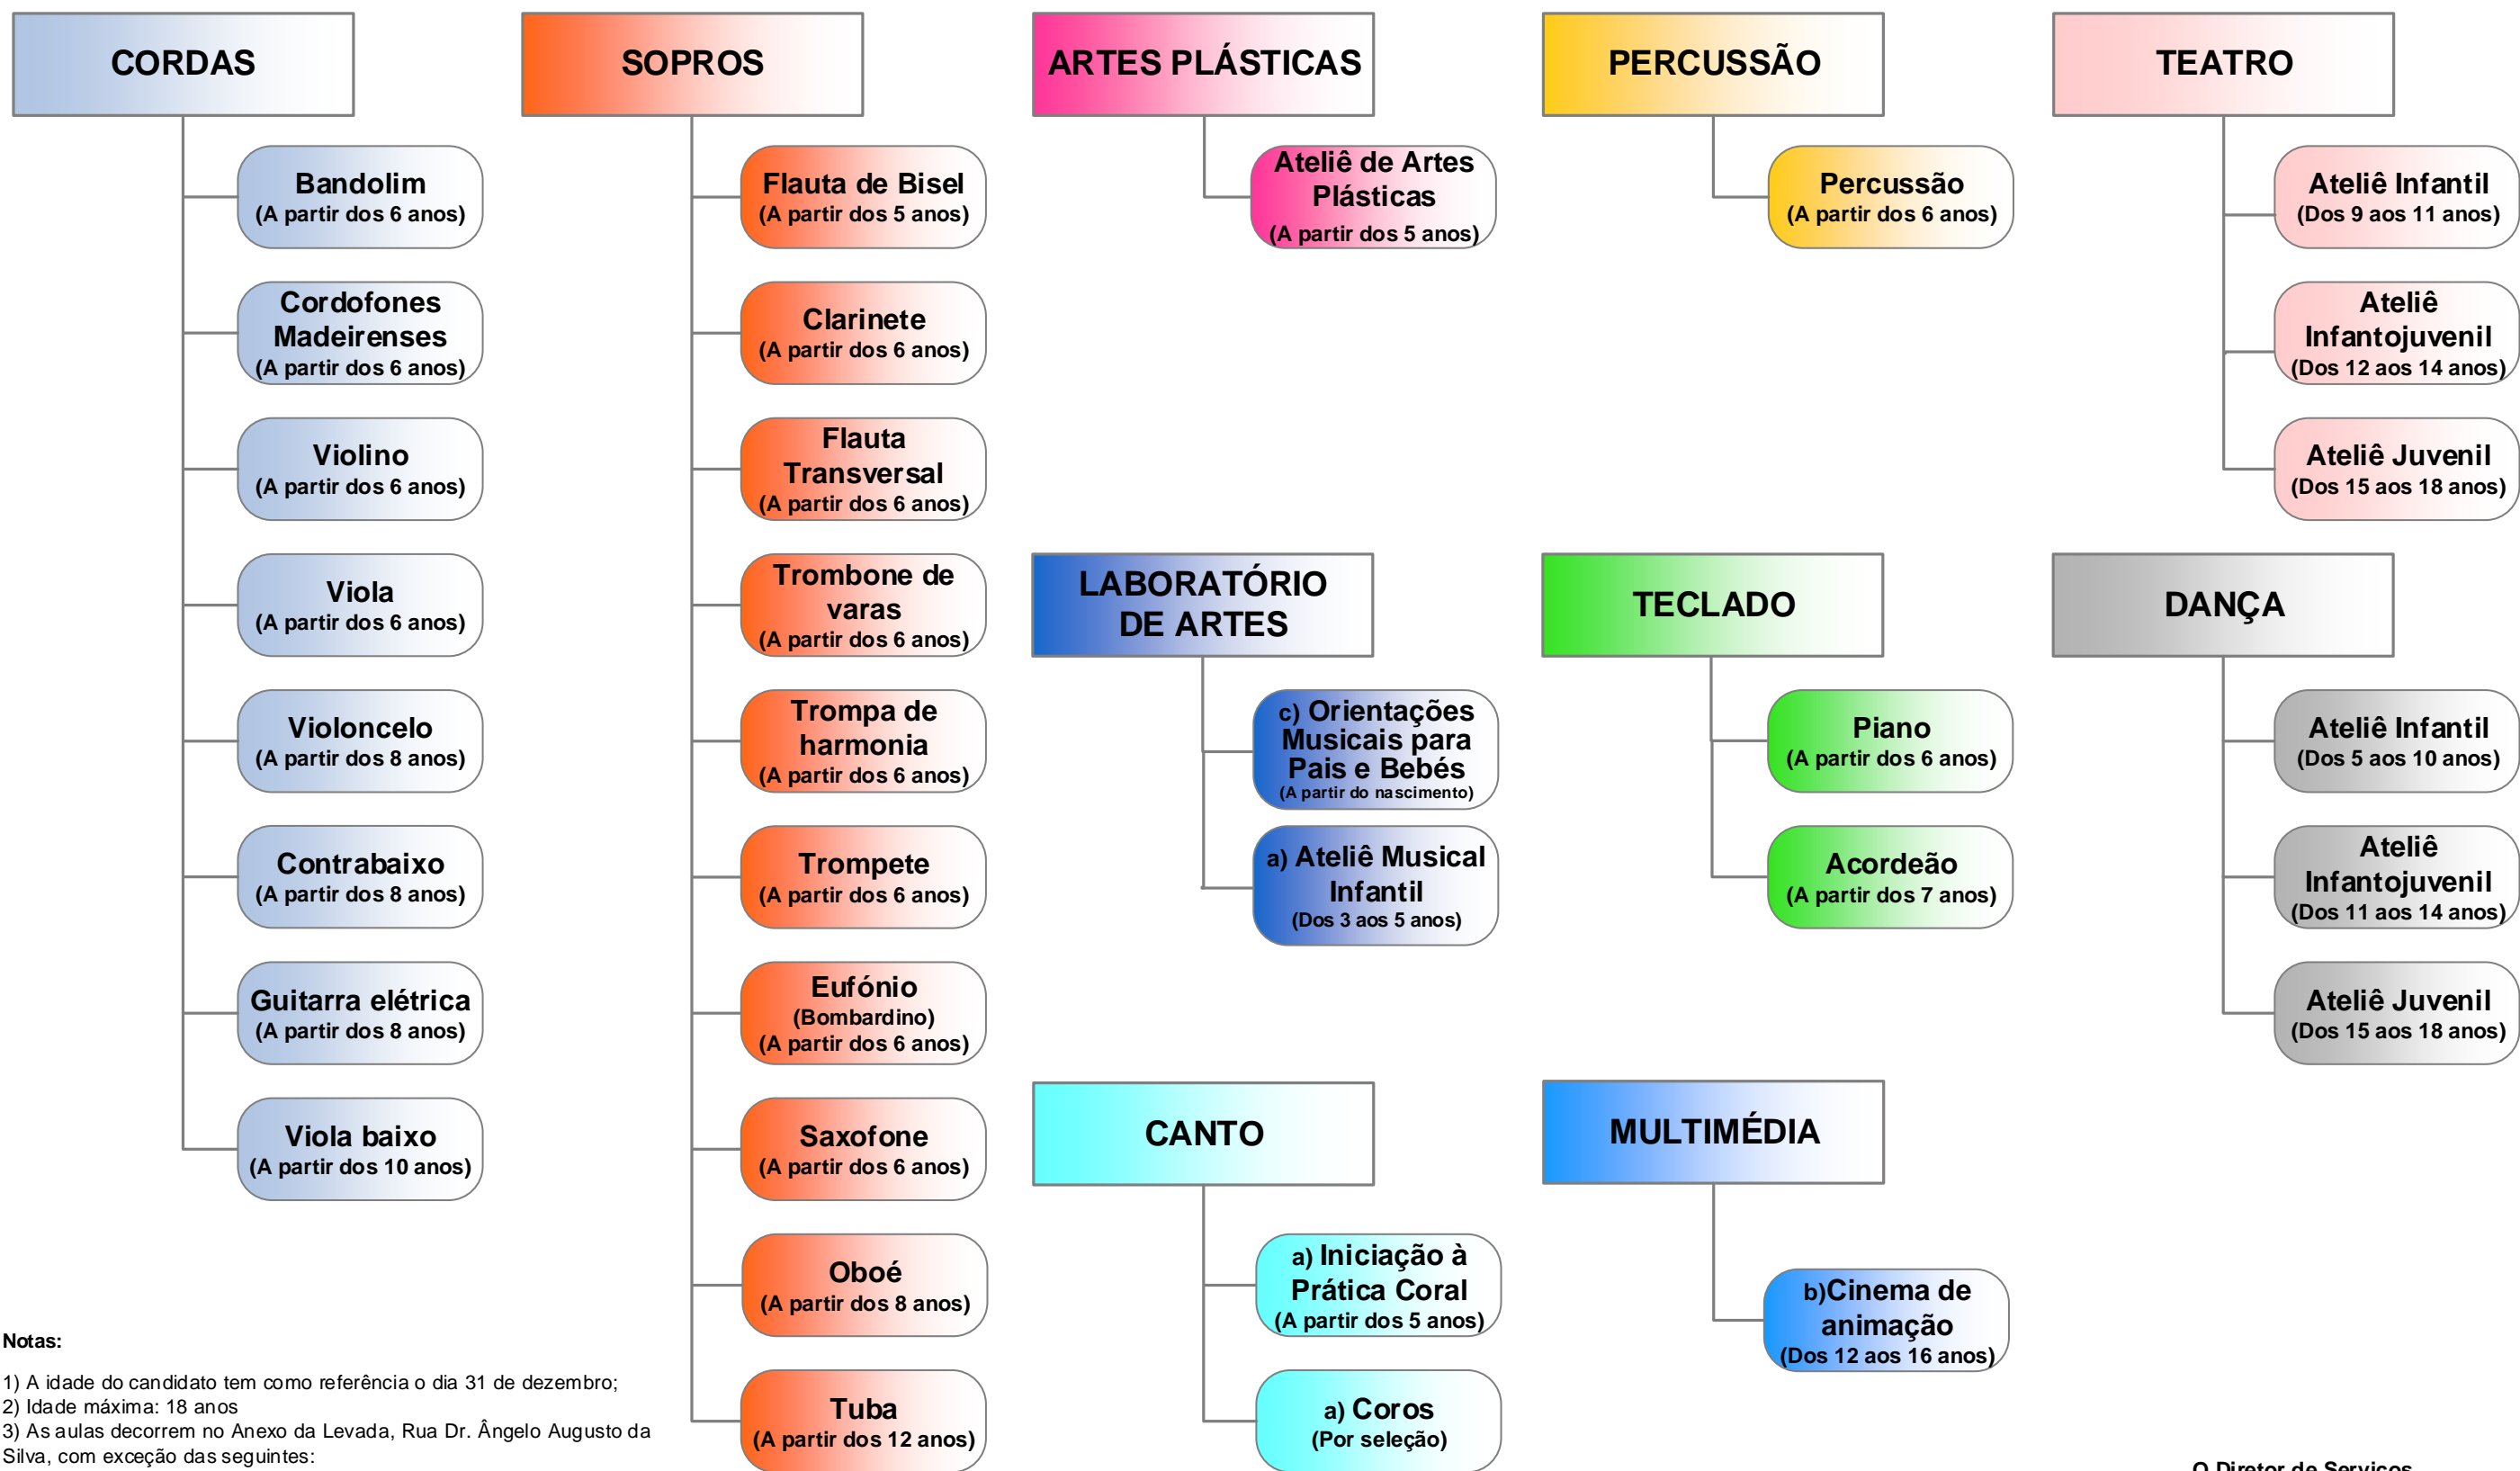 CORDAS
Bandolim
(A partir dos 6 anos)
Cordofones
Madeirenses
(A partir dos 6 anos)
Violino
(A partir dos 6 anos)
Viola
(A partir dos 6 anos)
Violoncelo
(A partir dos 8 anos)
Contrabaixo
(A partir dos 8 anos)
Guitarra elétrica
(A partir dos 8 anos)
Viola baixo
(A partir dos 10 anos)
SOPROS
Flauta de Bisel
(A partir dos 5 anos)
Clarinete
(A partir dos 6 anos)
Flauta
Transversal
(A partir dos 6 anos)
Trombone de
varas
(A partir dos 6 anos)
Trompa de
harmonia
(A partir dos 6 anos)
Trompete
(A partir dos 6 anos)
Eufónio
(Bombardino)
(A partir dos 6 anos)
Saxofone
(A partir dos 6 anos)
Oboé
(A partir dos 8 anos)
Tuba
(A partir dos 12 anos)
ARTES PLÁSTICAS
Ateliê de Artes
Plásticas
(A partir dos 5 anos)
LABORATÓRIO
DE ARTES
c) Orientações
Musicais para
Pais e Bebés
(A partir do nascimento)
a) Ateliê Musical
Infantil
(Dos 3 aos 5 anos)
CANTO
a) Iniciação à
Prática Coral
(A partir dos 5 anos)
a) Coros
(Por seleção)
PERCUSSÃO
Percussão
(A partir dos 6 anos)
TECLADO
Piano
(A partir dos 6 anos)
Acordeão
(A partir dos 7 anos)
MULTIMÉDIA
b)Cinema de
animação
(Dos 12 aos 16 anos)
TEATRO
Ateliê Infantil
(Dos 9 aos 11 anos)
Ateliê
Infantojuvenil
(Dos 12 aos 14 anos)
Ateliê Juvenil
(Dos 15 aos 18 anos)
DANÇA
Ateliê Infantil
(Dos 5 aos 10 anos)
Ateliê
Infantojuvenil
(Dos 11 aos 14 anos)
Ateliê Juvenil
(Dos 15 aos 18 anos)
Notas:
1) A idade do candidato tem como referência o dia 31 de dezembro;
2) Idade máxima: 18 anos
3) As aulas decorrem no Anexo da Levada, Rua Dr. Ângelo Augusto da
Silva, com exceção das seguintes:
O Diretor de Serviços